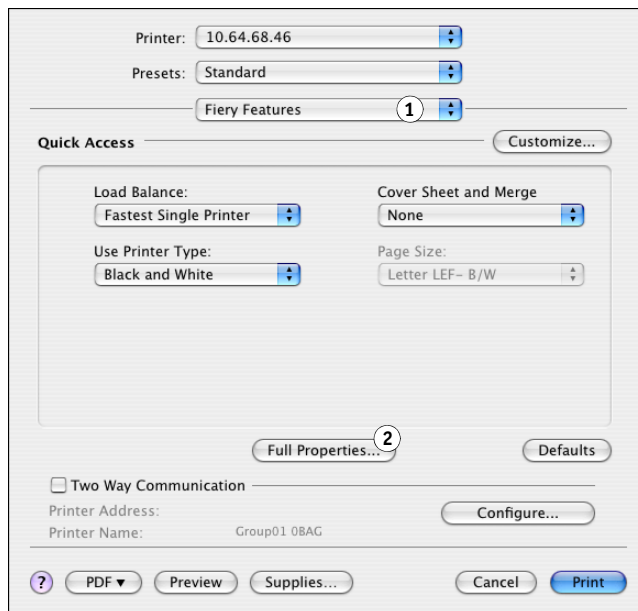 Printer: 10.64.68.46
Presets: Standard
Fiery Features 1
Quick Access Customize...
Load Balance: Cover Sheet and Merge
Fastest Single Printer None
Use Printer Type: Page Size:
Black and White Letter LEF– B/W
2
Full Properties... Defaults
Two Way Communication
Printer Address: Configure...
Printer Name: Group01 0BAG
? PDF ▼ Preview Supplies... Cancel Print